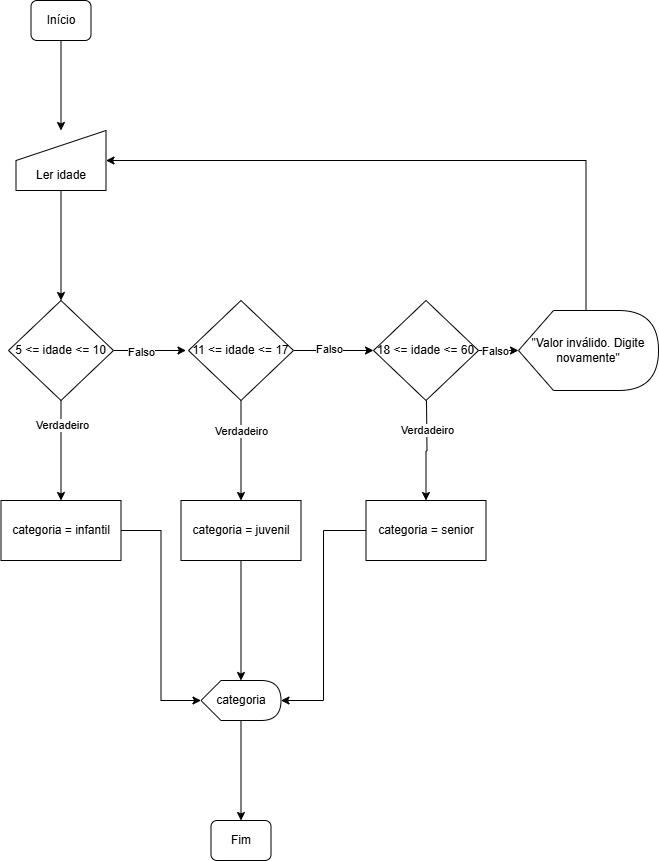 Início
Ler idade
5 <= idade <= 10
Falso
11 <= idade <= 17
Falso
18 <= idade <= 60
Falso
"Valor inválido. Digite
novamente"
Verdadeiro
Verdadeiro
Verdadeiro
categoria = infantil
categoria = juvenil
categoria = senior
categoria
Fim